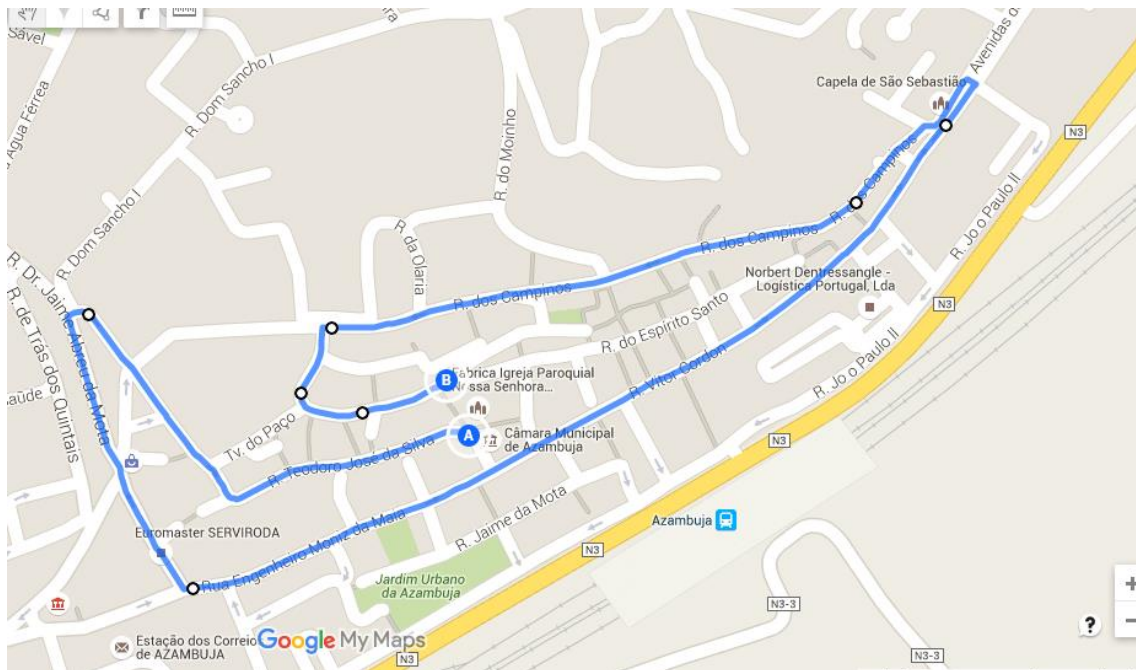 Sável
eira
Avenidas d
R. Dom Sancho I
Capela de São Sebastião
Água Férrea
N3
R. do Moinho
R. dos Campinos
R. Dom Sancho I
R. Jo o Paulo II
R. da Olaria
R. dos Campinos
R. Dr. Jaime Abreu da Mota
Norbert Dentressangle -
Logística Portugal, Lda
R. dos Campinos
N3
R. de Trás dos Quintais
R. do Espírito Santo
R. Jo o Paulo II
B
Fábrica Igreja Paroquial
Nossa Senhora...
R. Vitor Cordon
Saúde
Tv. do Paço
A
Câmara Municipal
de Azambuja
N3
R. Teodoro José da Silva
R. Jaime da Mota
Azambuja
Euromaster SERVIRODA
Rua Engenheiro Moniz da Maia
N3
Jardim Urbano
da Azambuja
N3-3
+
?
−
Estação dos Correios
de AZAMBUJA
Google My Maps
N3
N3-3